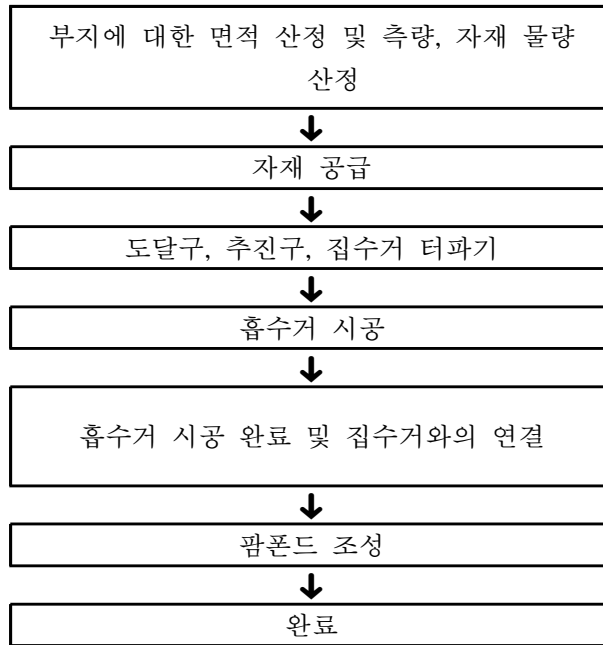 부지에 대한 면적 산정 및 측량, 자재 물량
산정
자재 공급
도달구, 추진구, 집수거 터파기
흡수거 시공
흡수거 시공 완료 및 집수거와의 연결
팜폰드 조성
완료